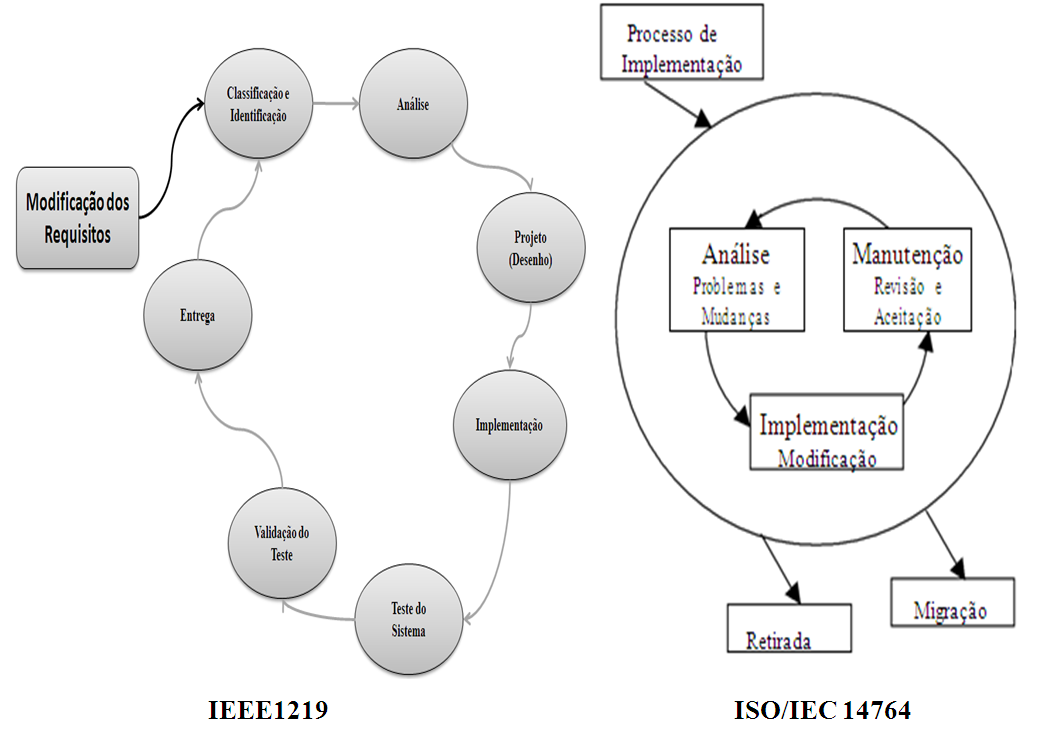 Classificação e
Identificação
Análise
Modificação dos
Requisitos
Projeto
(Desenho)
Entrega
Implementação
Validação do
Teste
Teste do
Sistema
IEEE1219
Processo de
Implementação
Análise
Problemas e
Mudanças
Manutenção
Revisão e
Aceitação
Implementação
Modificação
Migração
Retirada
ISO/IEC 14764